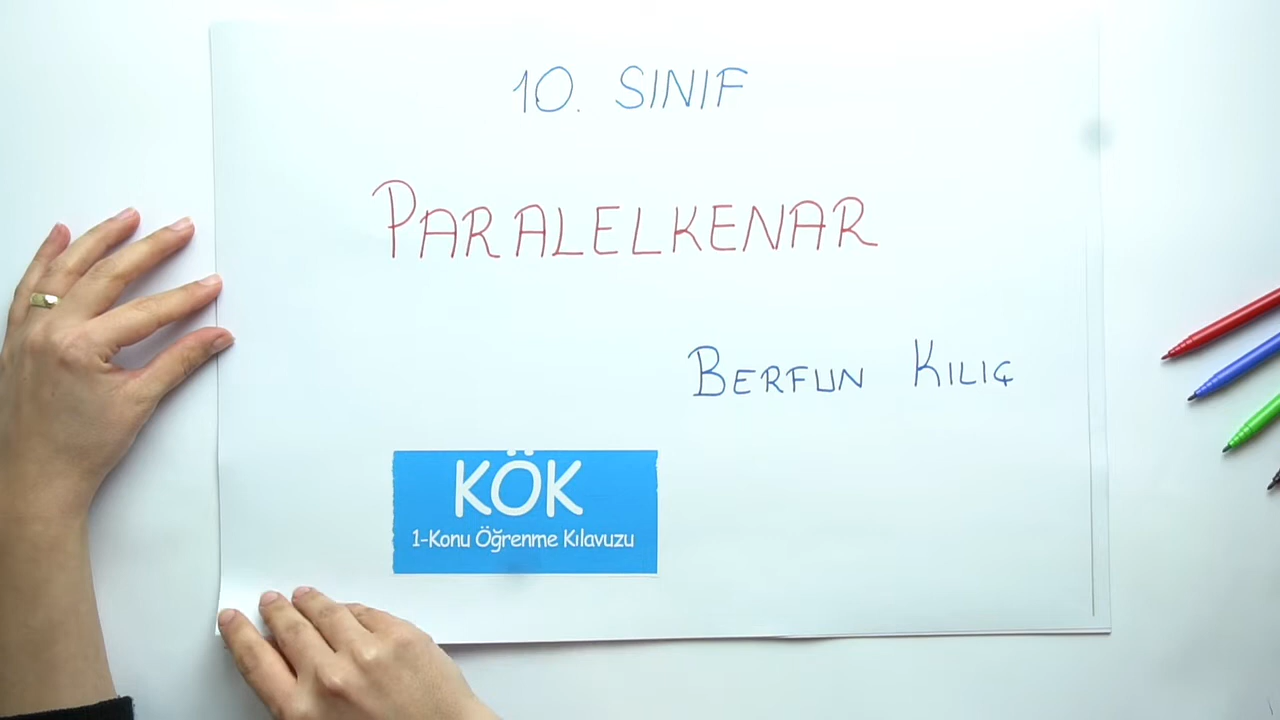 10. SINIF
PARALELKENAR
BERFUN KILIÇ
KÖK
1-Konu Öğrenme Kılavuzu